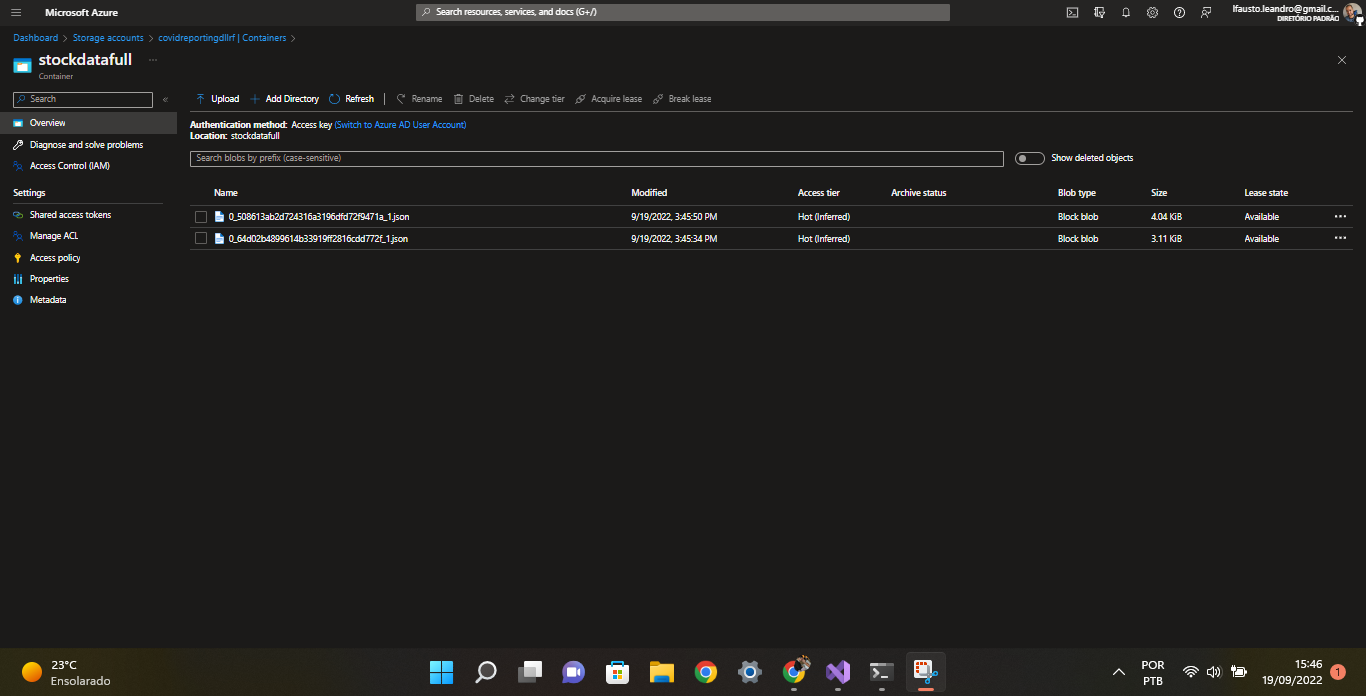 Microsoft Azure
Search resources, services, and docs (G+/)
lfausto.leandro@gmail.c...
DIRETÓRIO PADRÃO
Dashboard > Storage accounts > covidreportingdllrf | Containers >
stockdatafull ...
Container
Search
«
Upload Add Directory Refresh Rename Delete Change tier Acquire lease Break lease
Overview
Diagnose and solve problems
Access Control (IAM)
Settings
Shared access tokens
Manage ACL
Access policy
Properties
Metadata
Authentication method: Access key (Switch to Azure AD User Account)
Location: stockdatafull
Search blobs by prefix (case-sensitive)
Show deleted objects
Name Modified Access tier Archive status Blob type Size Lease state
0_508613ab2d724316a3196dfd72f9471a_1.json 9/19/2022, 3:45:50 PM Hot (Inferred) Block blob 4.04 KiB Available ...
0_64d02b4899614b33919ff2816cdd772f_1.json 9/19/2022, 3:45:34 PM Hot (Inferred) Block blob 3.11 KiB Available ...
23°C
Ensolarado
POR
PTB
15:46
19/09/2022
1